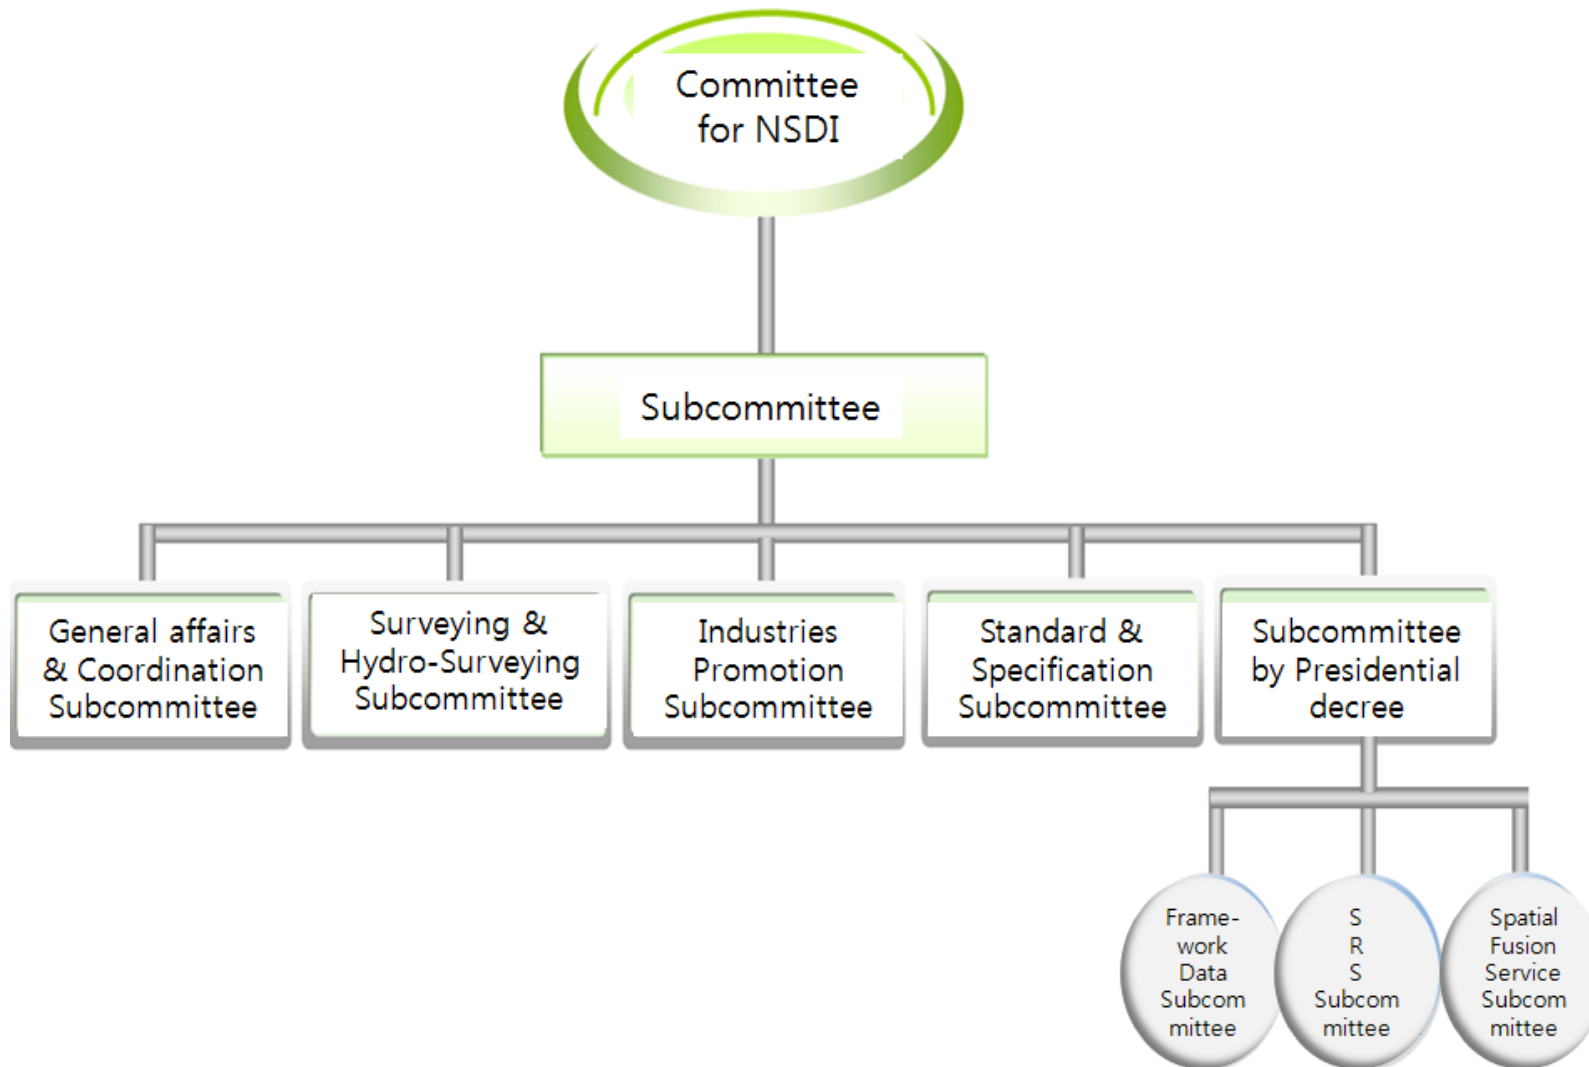 Committee
for NSDI
Subcommittee
General affairs
& Coordination
Subcommittee
Surveying &
Hydro-Surveying
Subcommittee
Industries
Promotion
Subcommittee
Standard &
Specification
Subcommittee
Subcommittee
by Presidential
decree
Frame-
work
Data
Subcom
mittee
S
R
S
Subcom
mittee
Spatial
Fusion
Service
Subcom
mittee